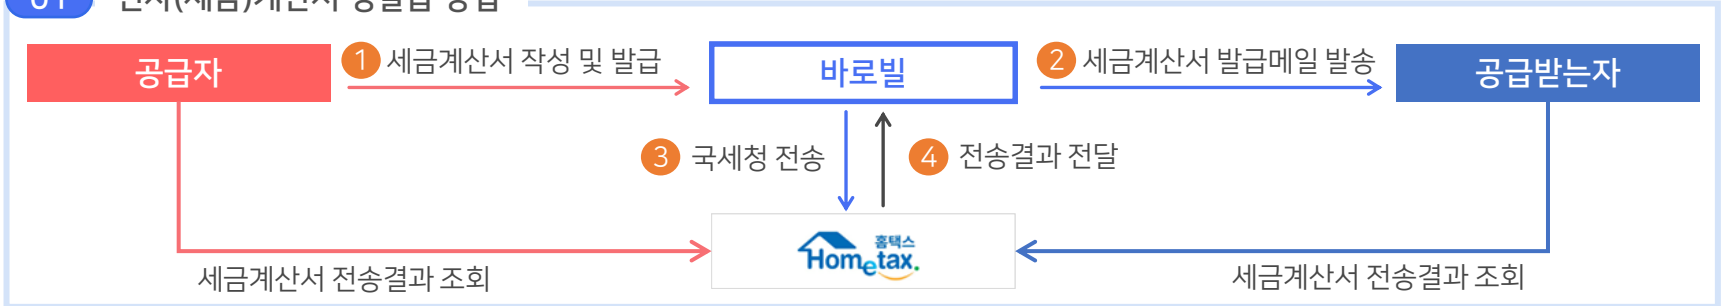 공급자
1 세금계산서 작성 및 발급
바로빌
2 세금계산서 발급메일 발송
공급받는자
3 국세청 전송
4 전송결과 전달
홈택스
Hometax.
세금계산서 전송결과 조회
세금계산서 전송결과 조회